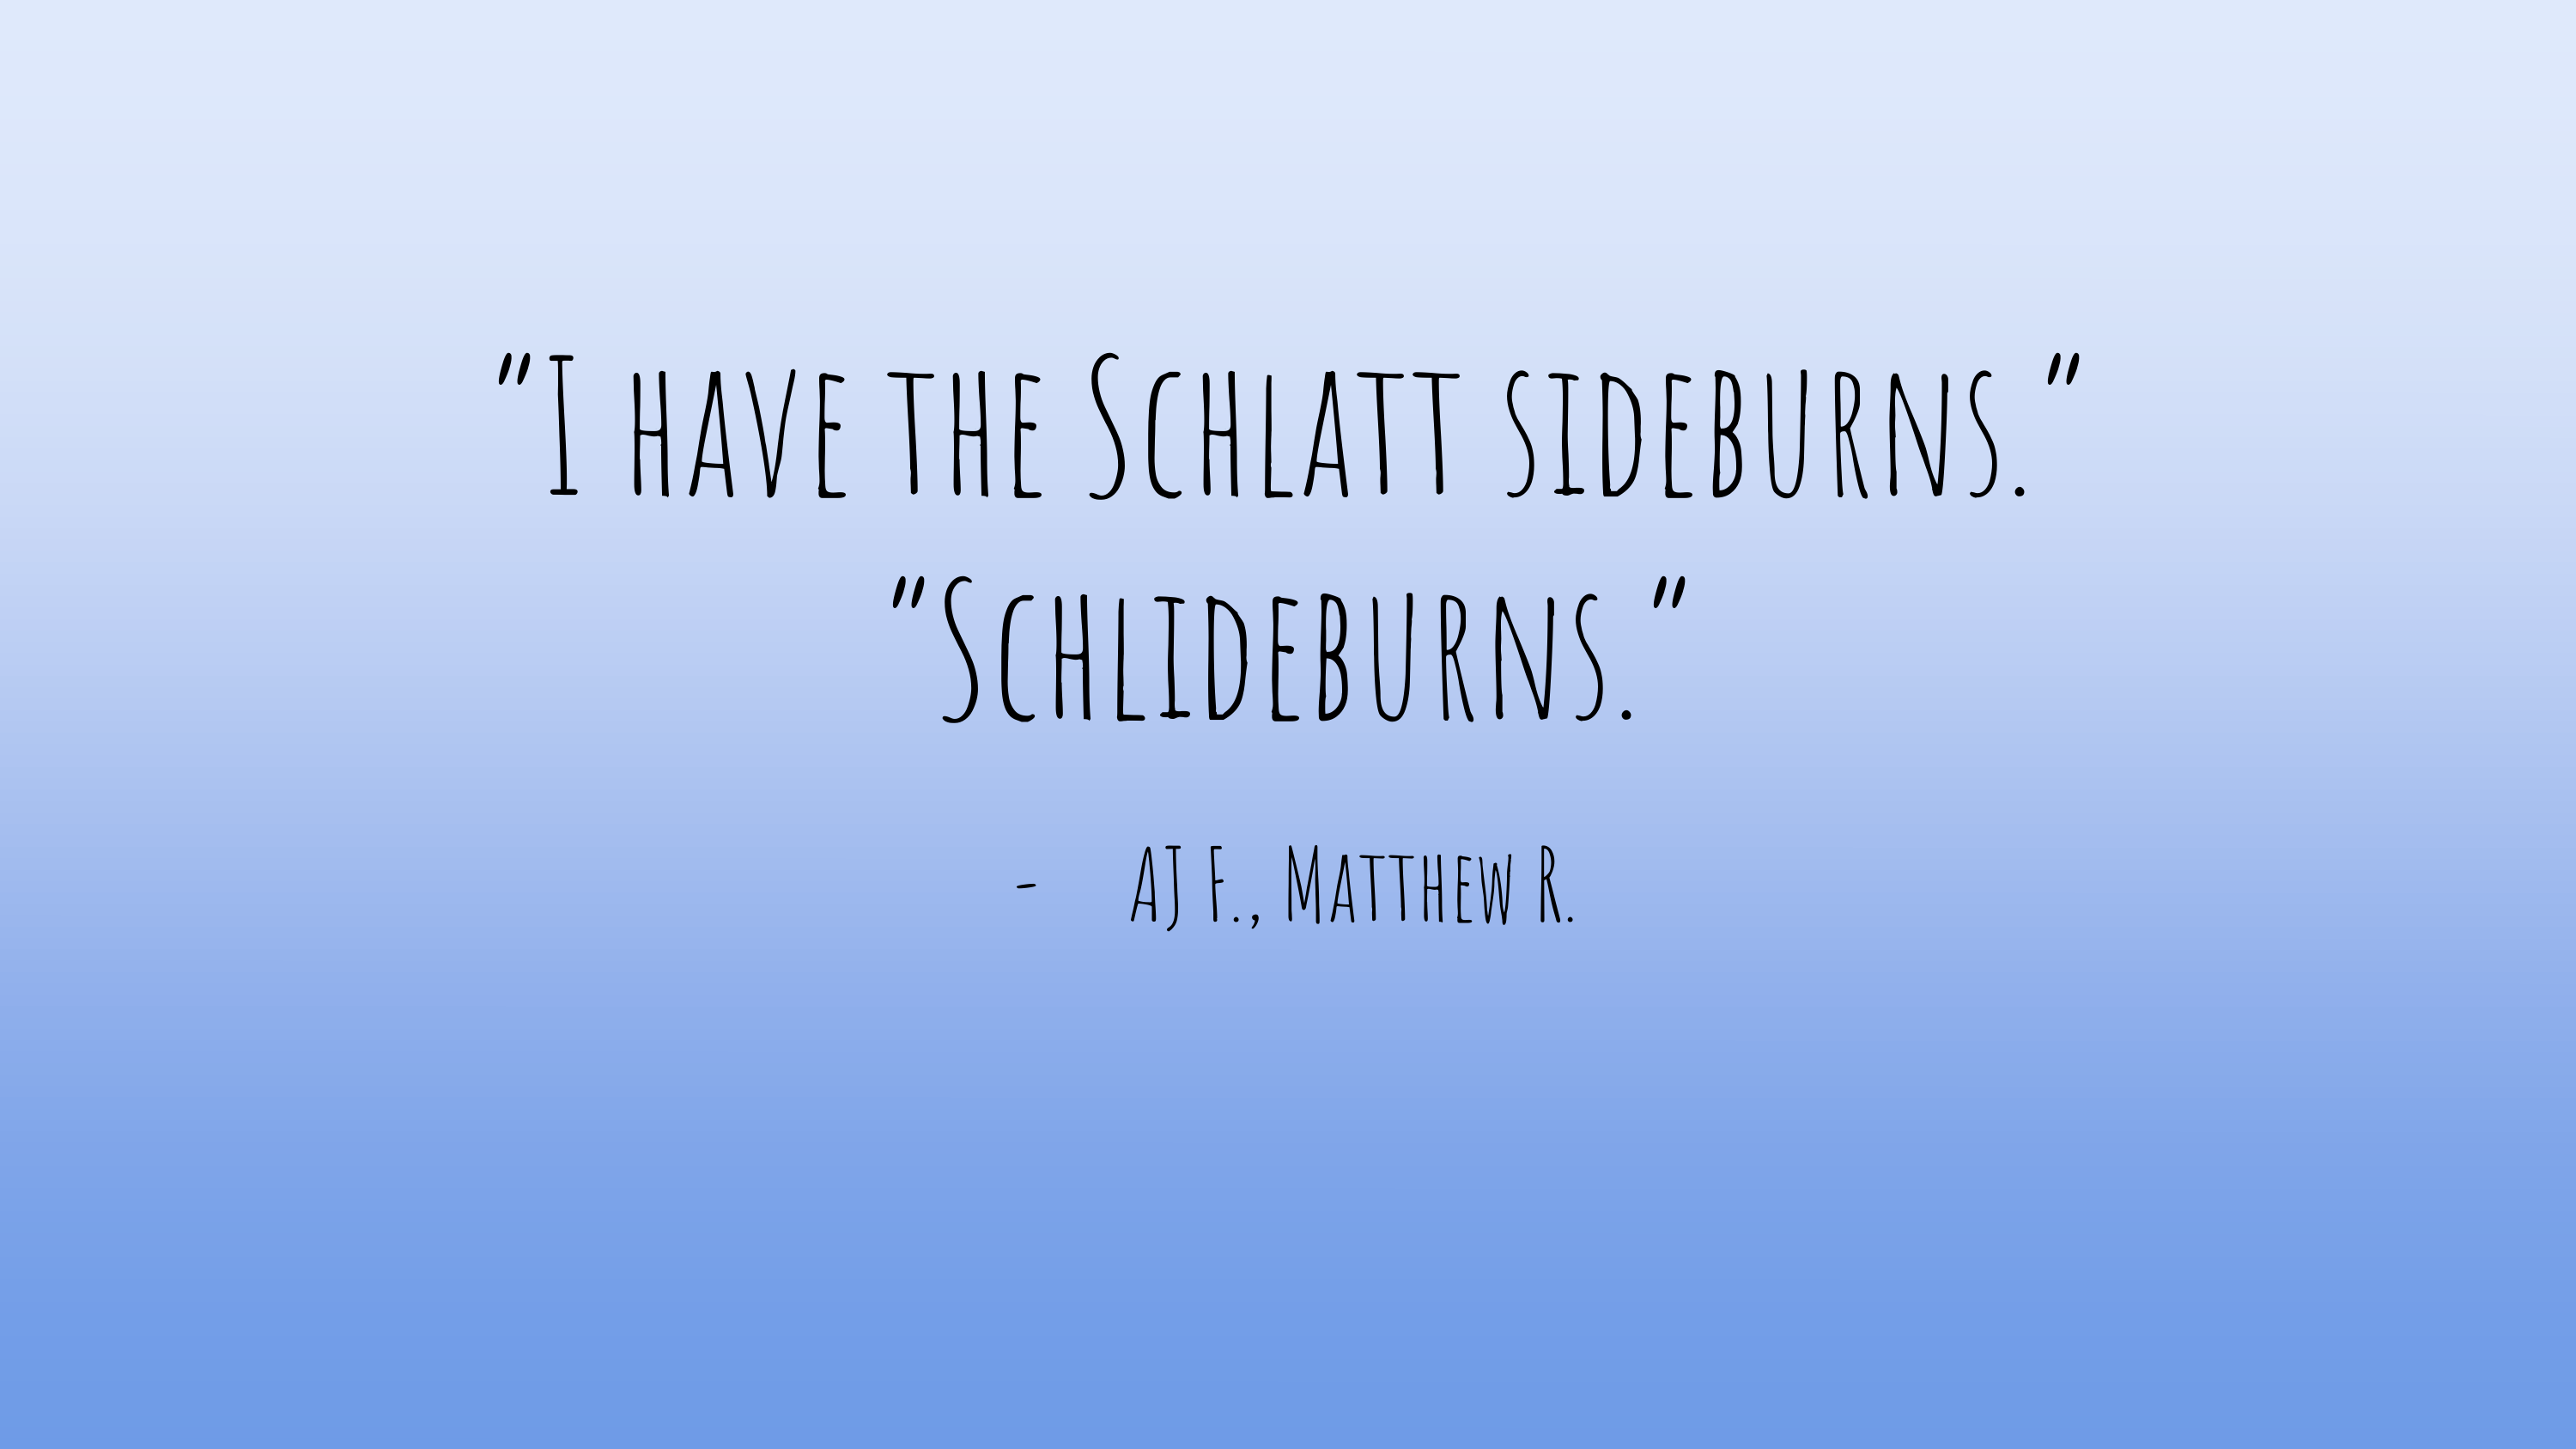 "I have the Schlatt sideburns."
"Schlideburns."
- AJ F., Matthew R.